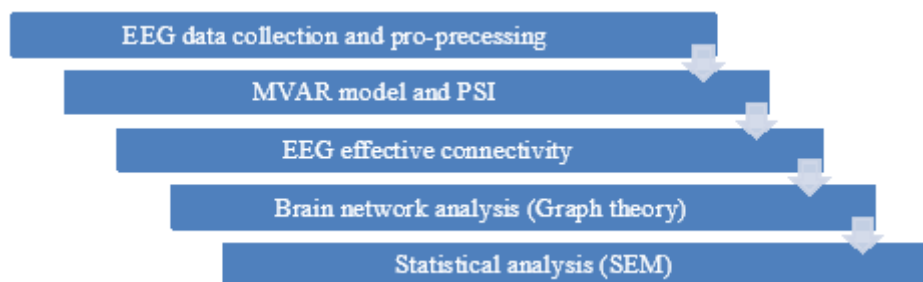 EEG data collection and pro-precessing
MVAR model and PSI
EEG effective connectivity
Brain network analysis (Graph theory)
Statistical analysis (SEM)